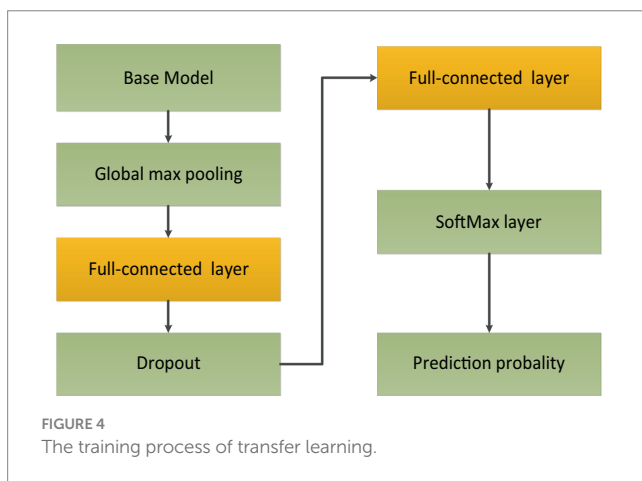 Base Model
Global max pooling
Full-connected layer
Dropout
Full-connected layer
SoftMax layer
Prediction probality
FIGURE 4
The training process of transfer learning.